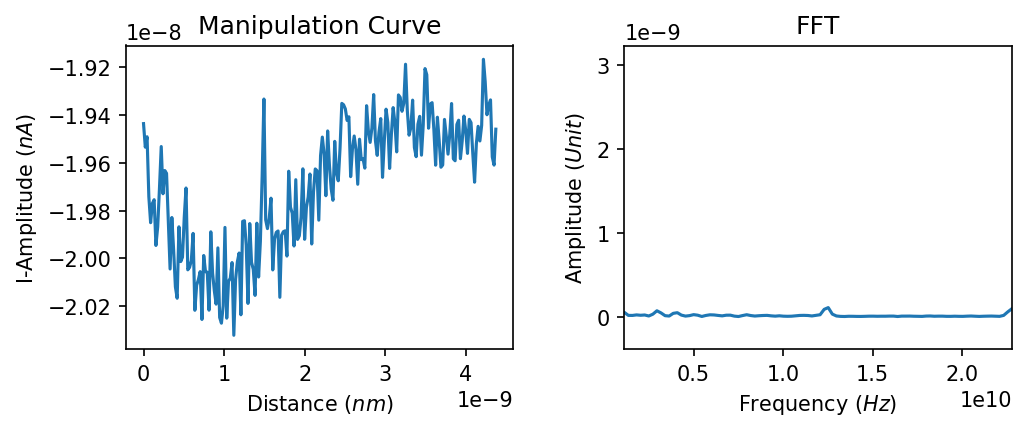 Manipulation Curve
1e−8
−1.92
−1.94
−1.96
−1.98
−2.00
−2.02
I-Amplitude (nA)
0 1 2 3 4
1e−9
Distance (nm)
FFT
1e−9
3
2
1
0
Amplitude (Unit)
0.5 1.0 1.5 2.0
1e10
Frequency (Hz)